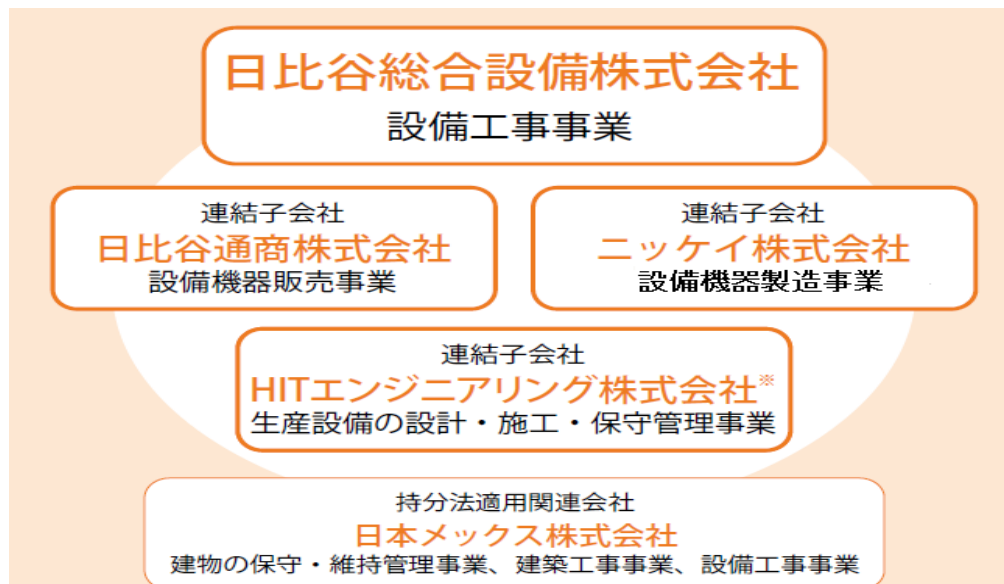 日比谷総合設備株式会社
設備工事事業
連結子会社
日比谷通商株式会社
設備機器販売事業
連結子会社
ニッケイ株式会社
設備機器製造事業
連結子会社
HITエンジニアリング株式会社※
生産設備の設計・施工・保守管理事業
持分法適用関連会社
日本メックス株式会社
建物の保守・維持管理事業、建築工事事業、設備工事事業